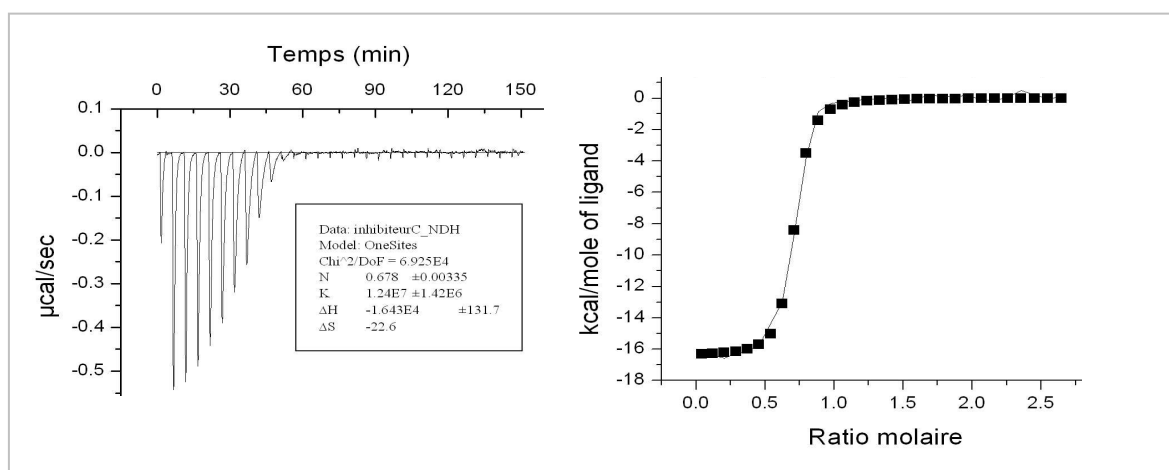 Temps (min)
0 30 60 90 120 150
0.1
0.0
-0.1
-0.2
-0.3
-0.4
-0.5
µcal/sec
Data: inhibiteurC_NDH
Model: OneSites
Chi^2/DoF = 6.925E4
N 0.678 ±0.00335
K 1.24E7 ±1.42E6
ΔH -1.643E4 ±131.7
ΔS -22.6
0
-2
-4
-6
-8
-10
-12
-14
-16
-18
kcal/mole of ligand
0.0 0.5 1.0 1.5 2.0 2.5
Ratio molaire